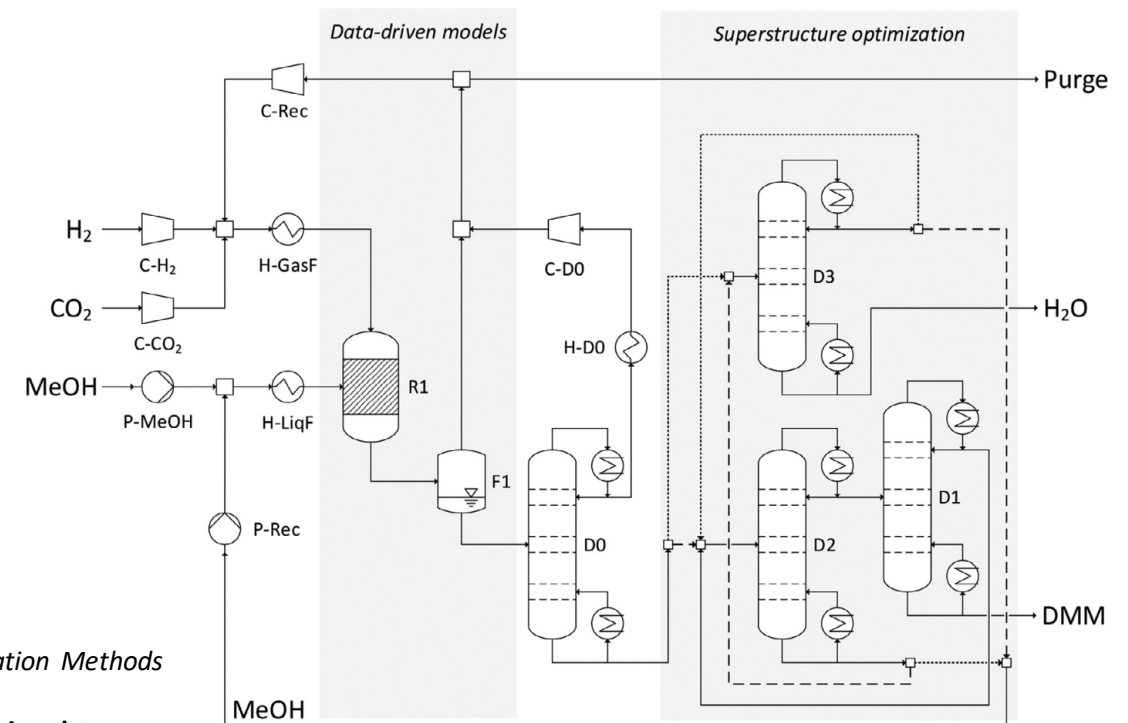 Data-driven models
Superstructure optimization
Purge
C-Rec
H₂
C-H₂
H-GasF
C-D0
D3
CO₂
C-CO₂
H-D0
H₂O
MeOH
P-MeOH
H-LiqF
R1
F1
D1
P-Rec
D0
D2
DMM
ation Methods
MeOH